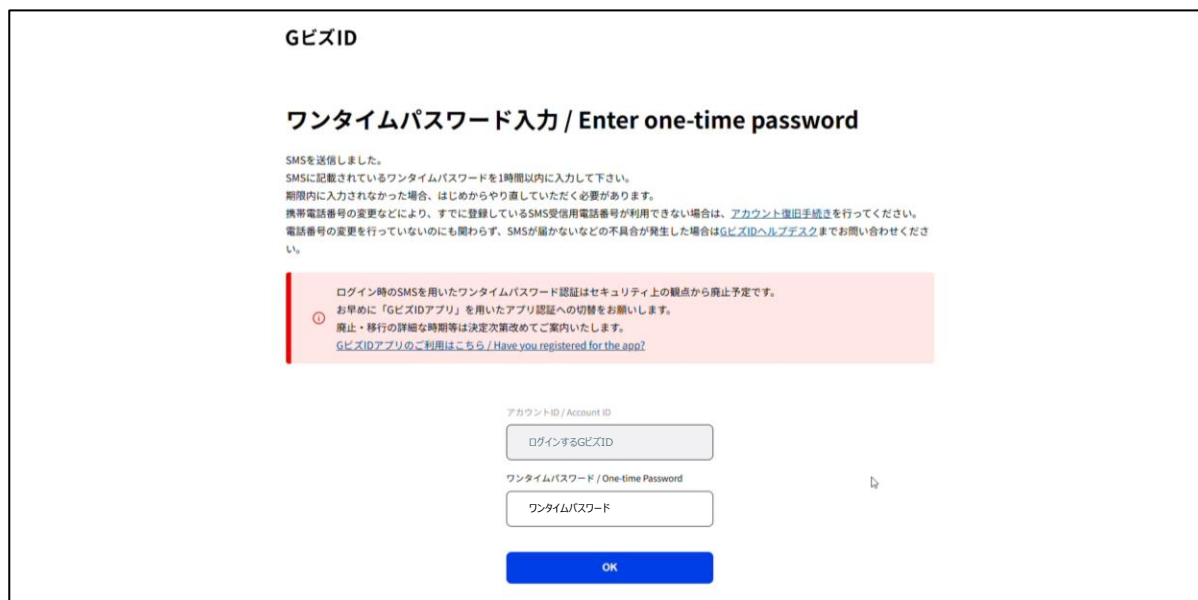 GビズID
ワンタイムパスワード入力 / Enter one-time password
SMSを送信しました。
SMSに記載されているワンタイムパスワードを1時間以内に入力して下さい。
期限内に入力されなかった場合、はじめからやり直していただく必要があります。
携帯電話番号の変更などにより、すでに登録しているSMS受信用電話番号が利用できない場合は、アカウント復旧手続きを行ってください。
電話番号の変更を行っていないのにも関わらず、SMSが届かないなどの不具合が発生した場合はGビズIDヘルプデスクまでお問い合わせくださ
い。
ログイン時のSMSを用いたワンタイムパスワード認証はセキュリティ上の観点から廃止予定です。
お早めに「GビズIDアプリ」を用いたアプリ認証への切替をお願いします。
廃止・移行の詳細な時期等は決定次第改めてご案内いたします。
GビズIDアプリのご利用はこちら / Have you registered for the app?
アカウントID / Account ID
ログインするGビズID
ワンタイムパスワード / One-time Password
ワンタイムパスワード
OK